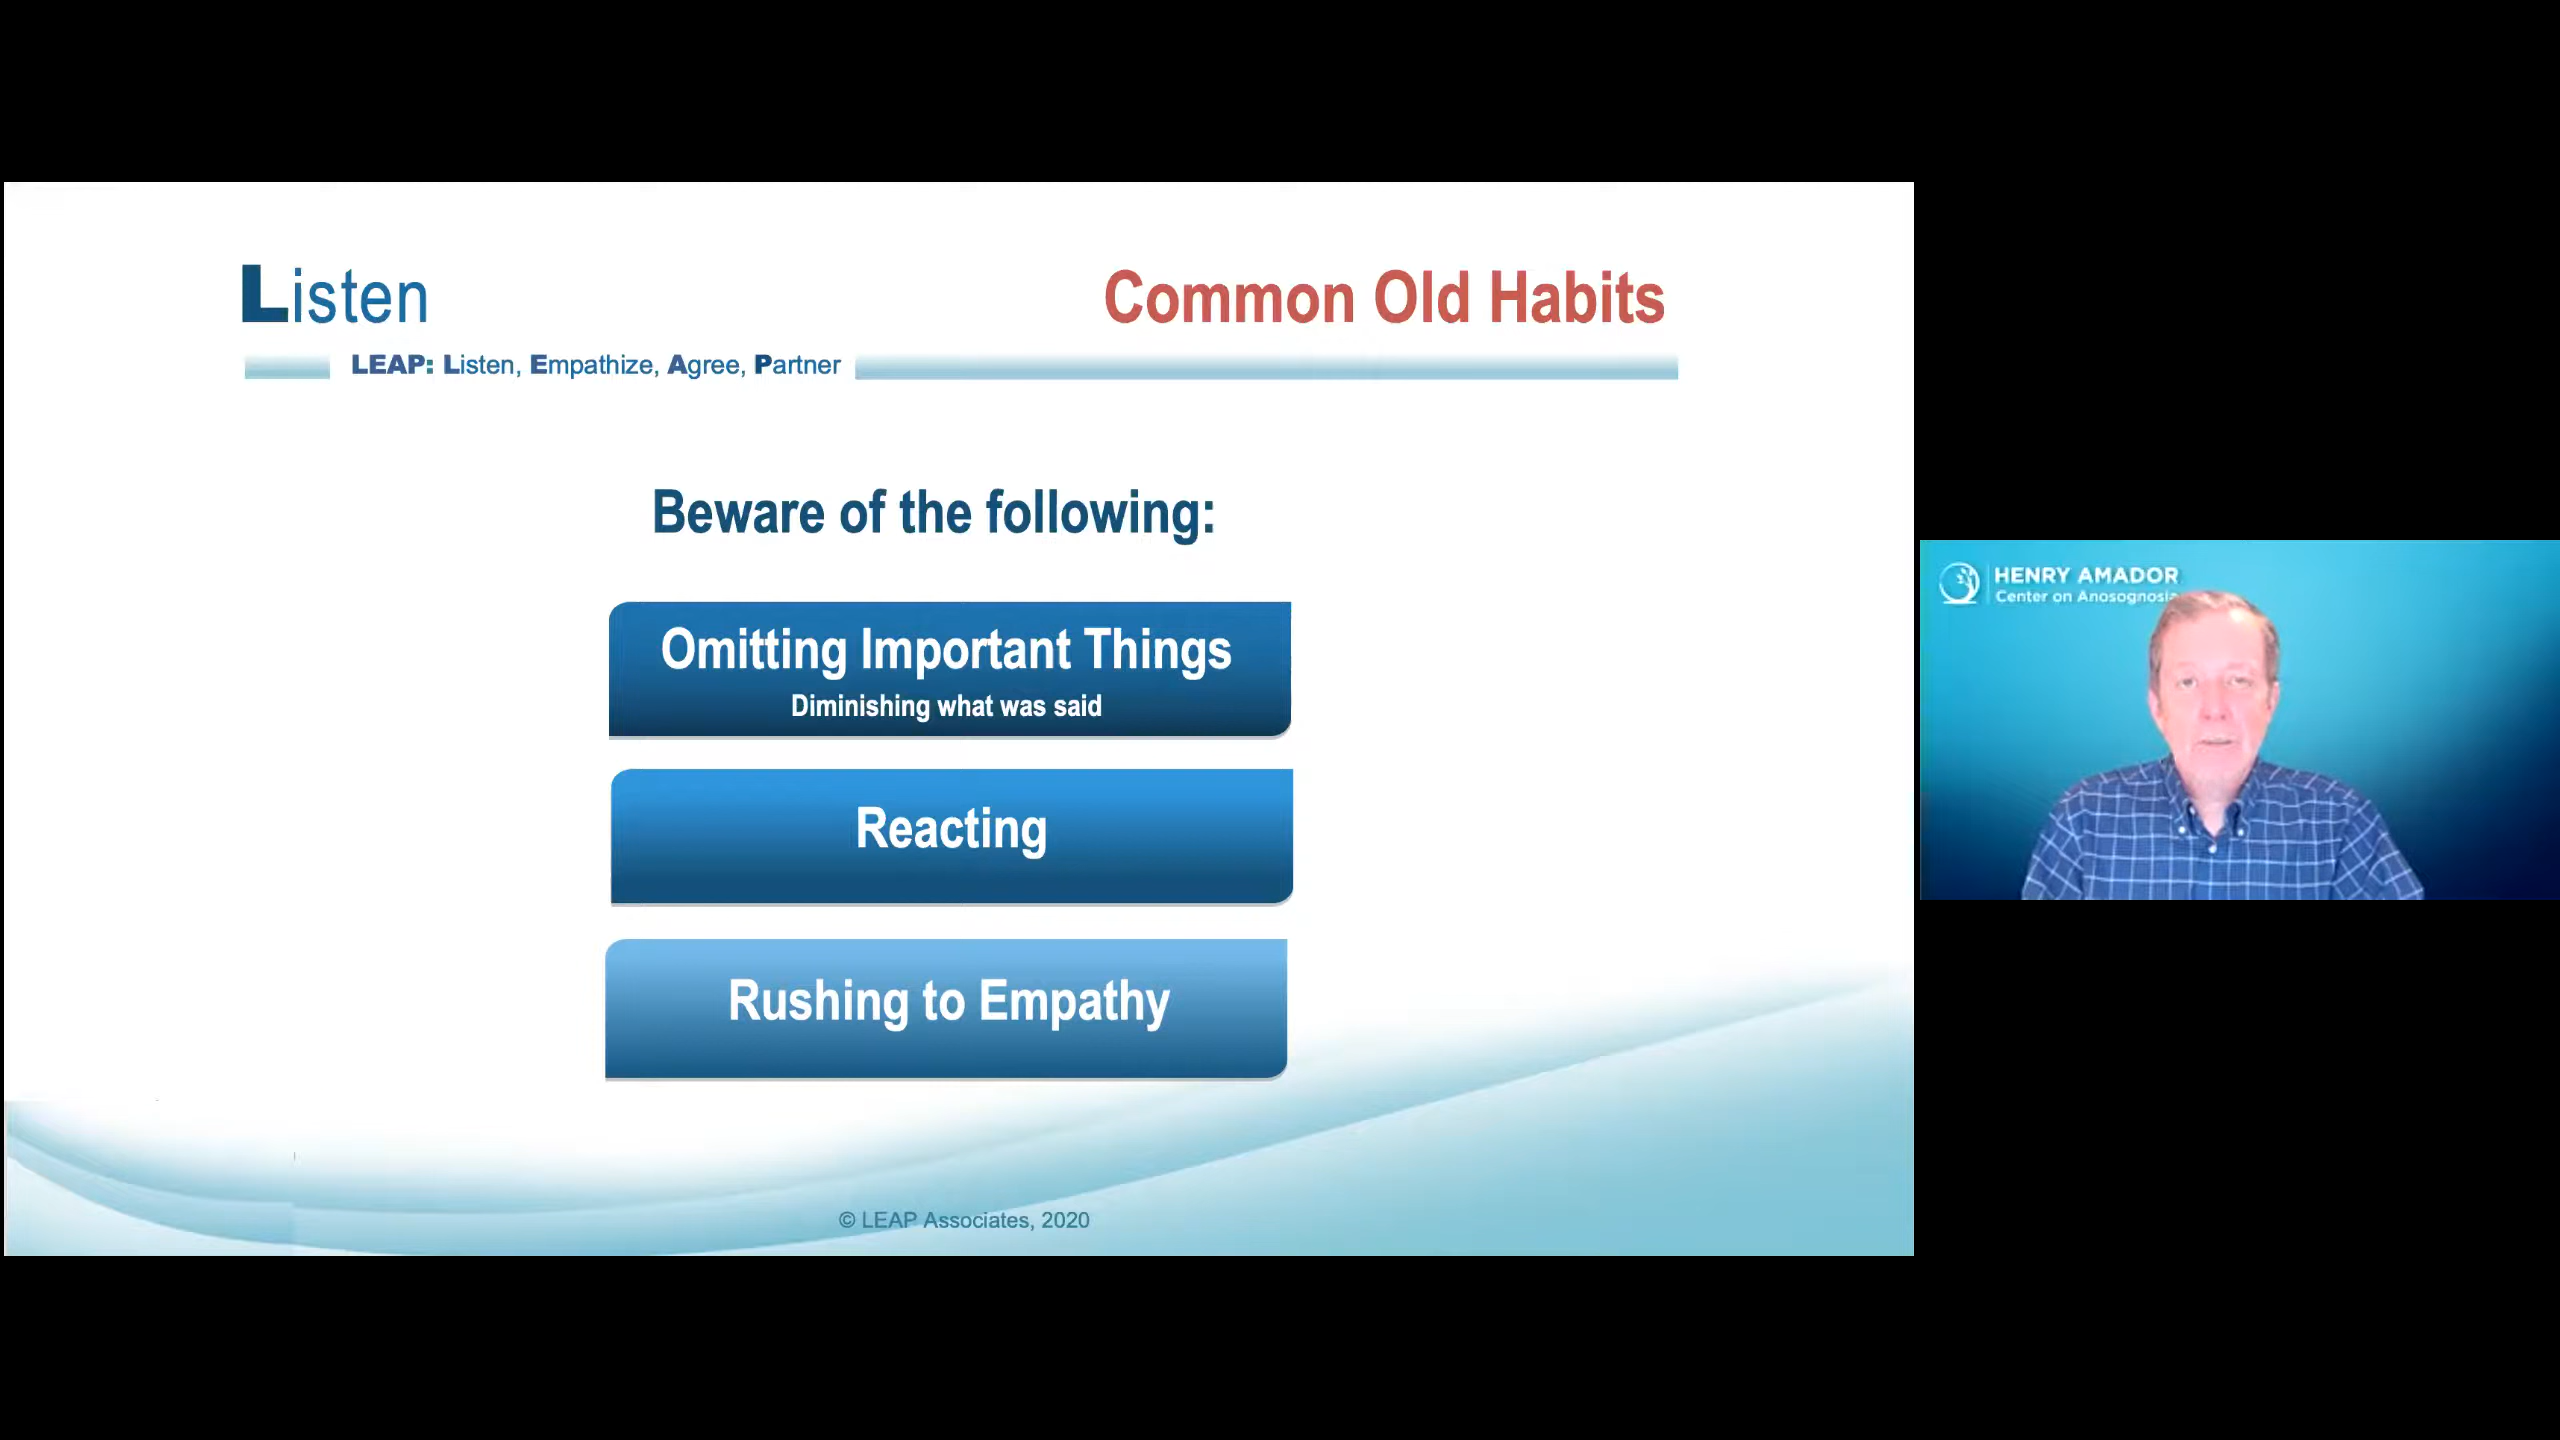 Listen
Common Old Habits
LEAP: Listen, Empathize, Agree, Partner
Beware of the following:
Omitting Important Things
Diminishing what was said
Reacting
Rushing to Empathy
© LEAP Associates, 2020
HENRY AMADOR
Center on Anosognosia